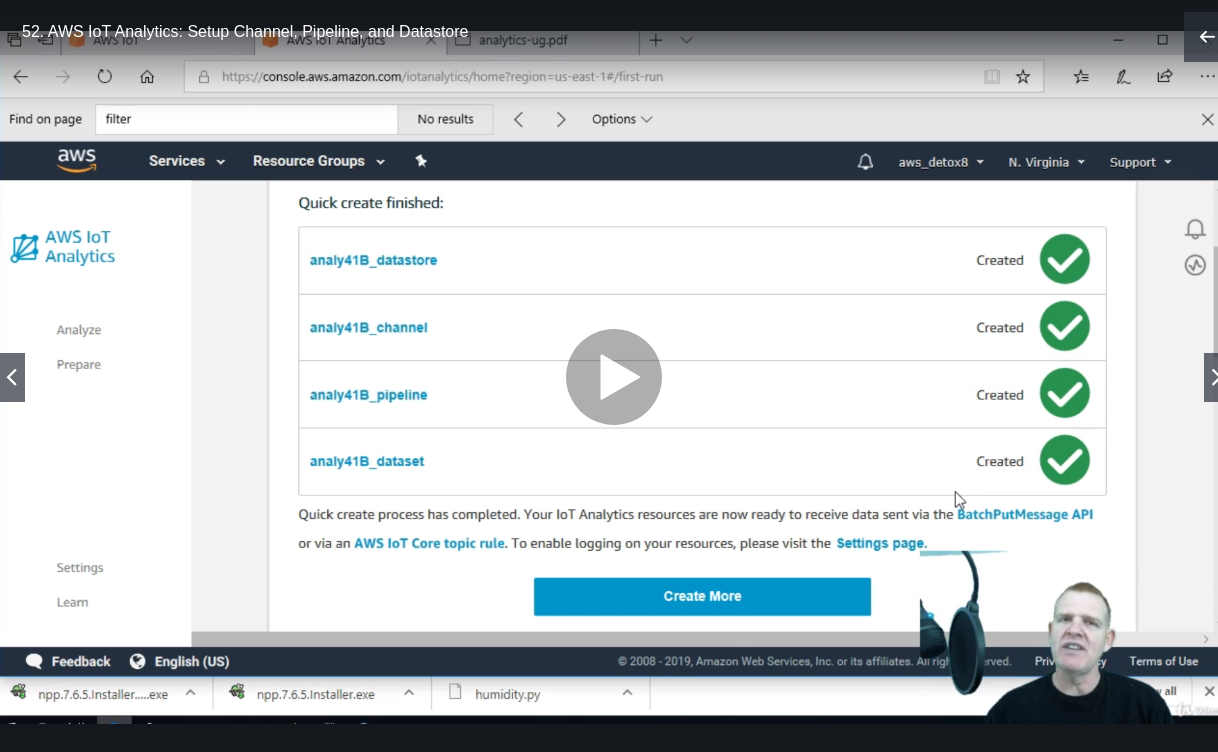 52. AWS IoT Analytics: Setup Channel, Pipeline, and Datastore
AWS IoT
AWS IoT Analytics
analytics-ug.pdf
https://console.aws.amazon.com/iotanalytics/home?region=us-east-1#/first-run
Find on page
filter
No results
Options
aws
Services
Resource Groups
aws_detox8
N. Virginia
Support
AWS IoT
Analytics
Analyze
Prepare
Settings
Learn
Quick create finished:
analy41B_datastore
Created
analy41B_channel
Created
analy41B_pipeline
Created
analy41B_dataset
Created
Quick create process has completed. Your IoT Analytics resources are now ready to receive data sent via the BatchPutMessage API
or via an AWS IoT Core topic rule. To enable logging on your resources, please visit the Settings page.
Create More
Feedback
English (US)
© 2008 - 2019, Amazon Web Services, Inc. or its affiliates. All
Terms of Use
npp.7.6.5.Installer.....exe
npp.7.6.5.Installer.exe
humidity.py
all